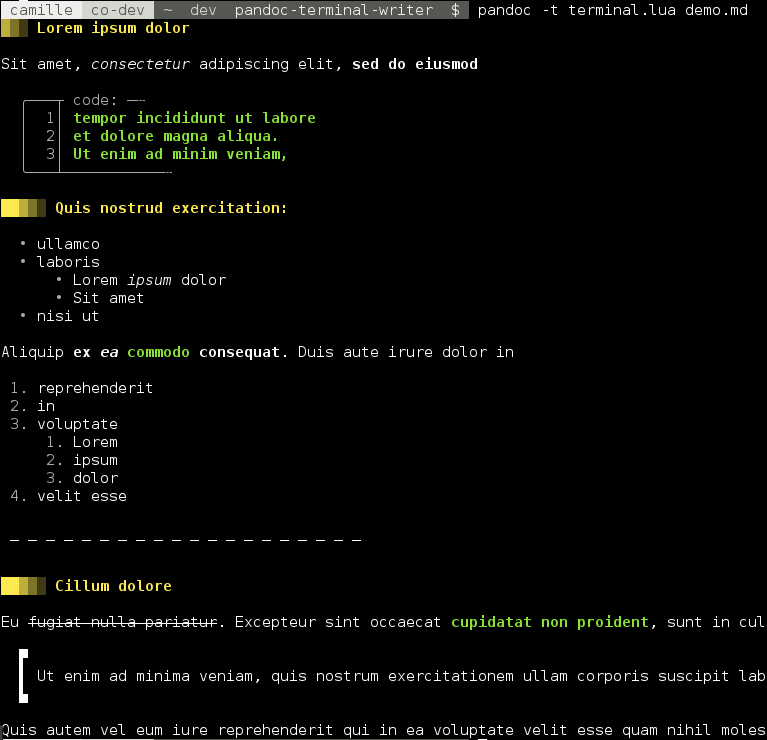 camille co-dev ~ dev pandoc-terminal-writer $ pandoc -t terminal.lua demo.md
Lorem ipsum dolor
Sit amet, consectetur adipiscing elit, sed do eiusmod
code:
1 tempor incididunt ut labore
2 et dolore magna aliqua.
3 Ut enim ad minim veniam,
Quis nostrud exercitation:
• ullamco
• laboris
• Lorem ipsum dolor
• Sit amet
• nisi ut
Aliquip ex ea commodo consequat. Duis aute irure dolor in
1. reprehenderit
2. in
3. voluptate
1. Lorem
2. ipsum
3. dolor
4. velit esse
Cillum dolore
Eu fugiat nulla pariatur. Excepteur sint occaecat cupidatat non proident, sunt in cul
Ut enim ad minima veniam, quis nostrum exercitationem ullam corporis suscipit lab
Quis autem vel eum iure reprehenderit qui in ea voluptate velit esse quam nihil moles